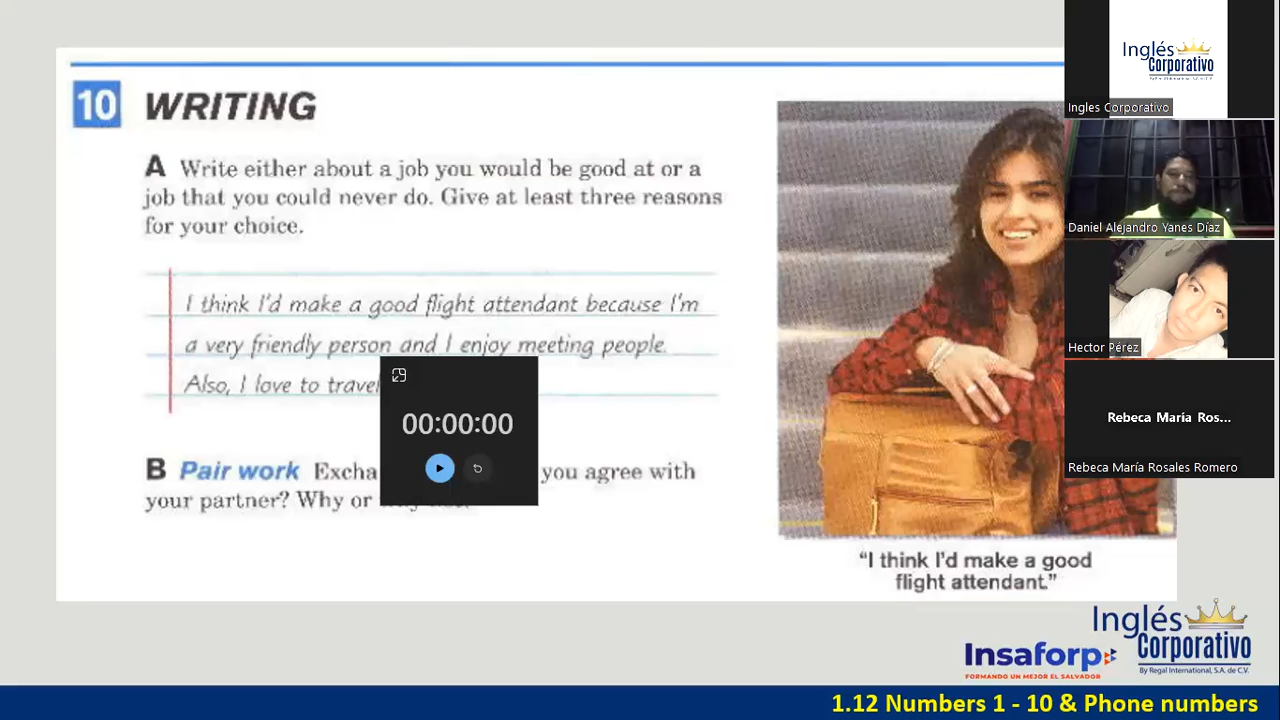 10 WRITING
A Write either about a job you would be good at or a
job that you could never do. Give at least three reasons
for your choice.
I think I'd make a good flight attendant because I'm
a very friendly person and I enjoy meeting people.
Also, I love to travel
00:00:00
B Pair work Excha you agree with
your partner? Why or
"I think I'd make a good
flight attendant."
Inglés
Corporativo
Ingles Corporativo
Daniel Alejandro Yanes Díaz
Hector Pérez
Rebeca María Ros...
Rebeca María Rosales Romero
Insaforp
FORMANDO UN MEJOR EL SALVADOR
Inglés
Corporativo
By Regal International, S.A. de C.V.
1.12 Numbers 1 - 10 & Phone numbers